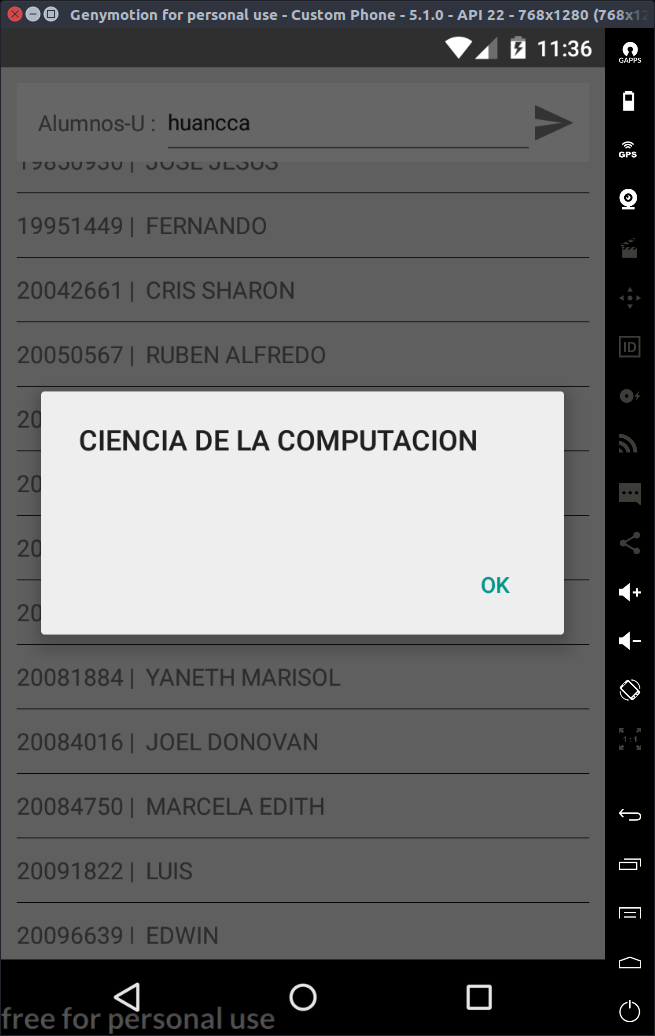 Genymotion for personal use - Custom Phone - 5.1.0 - API 22 - 768x1280 (768x12
11:36
GAPPS
Alumnos-U : huancca
GPS
19850930 | JOSE JESUS
19951449 | FERNANDO
20042661 | CRIS SHARON
ID
20050567 | RUBEN ALFREDO
20
CIENCIA DE LA COMPUTACION
20
20
OK
20
20081884 | YANETH MARISOL
20084016 | JOEL DONOVAN
1:1
20084750 | MARCELA EDITH
20091822 | LUIS
20096639 | EDWIN
free for personal use